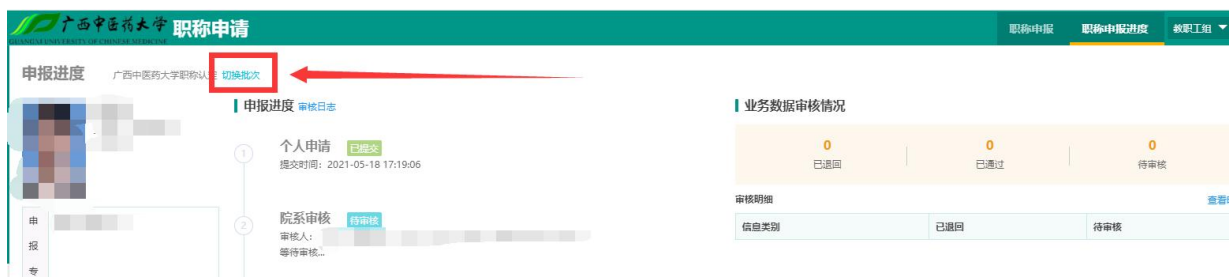 广西中医药大学 职称申请
GUANGXI UNIVERSITY OF CHINESE MEDICINE
职称申报 职称申报进度 教职工组
申报进度 广西中医药大学职称认定 切换批次
申报进度 审核日志
个人申请 已提交
1
提交时间：2021-05-18 17:19:06
院系审核 待审核
2
审核人：
等待审核...
申
报
专
业务数据审核情况
0 0 0
已退回 已通过 待审核
审核明细 查看
信息类别 已退回 待审核